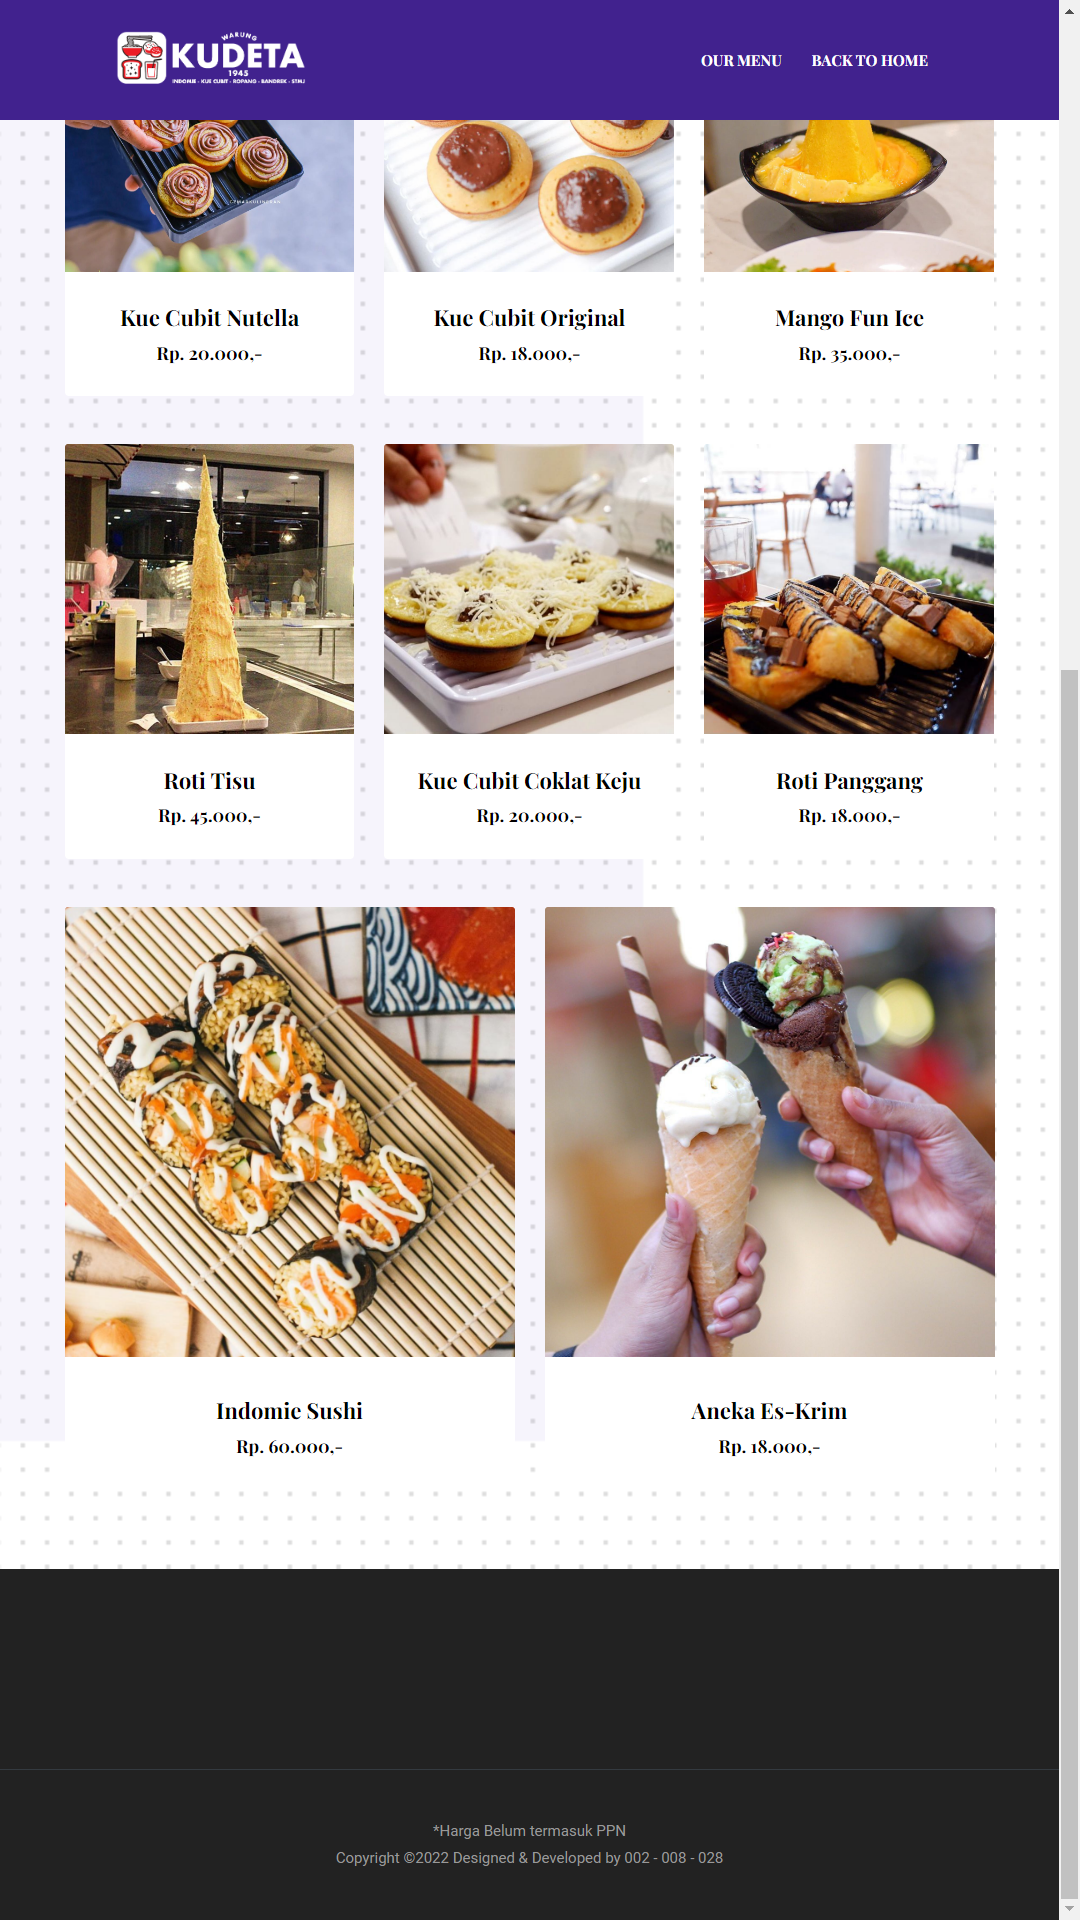 WARUNG
KUDETA
1945
INDOMIE - KUE CUBIT - ROPANG - BANDREK - STMJ
OUR MENU
BACK TO HOME
Kue Cubit Nutella
Rp. 20.000,-
Kue Cubit Original
Rp. 18.000,-
Mango Fun Ice
Rp. 35.000,-
Roti Tisu
Rp. 45.000,-
Kue Cubit Coklat Keju
Rp. 20.000,-
Roti Panggang
Rp. 18.000,-
Indomie Sushi
Rp. 60.000,-
Aneka Es-Krim
Rp. 18.000,-
*Harga Belum termasuk PPN
Copyright ©2022 Designed & Developed by 002 - 008 - 028